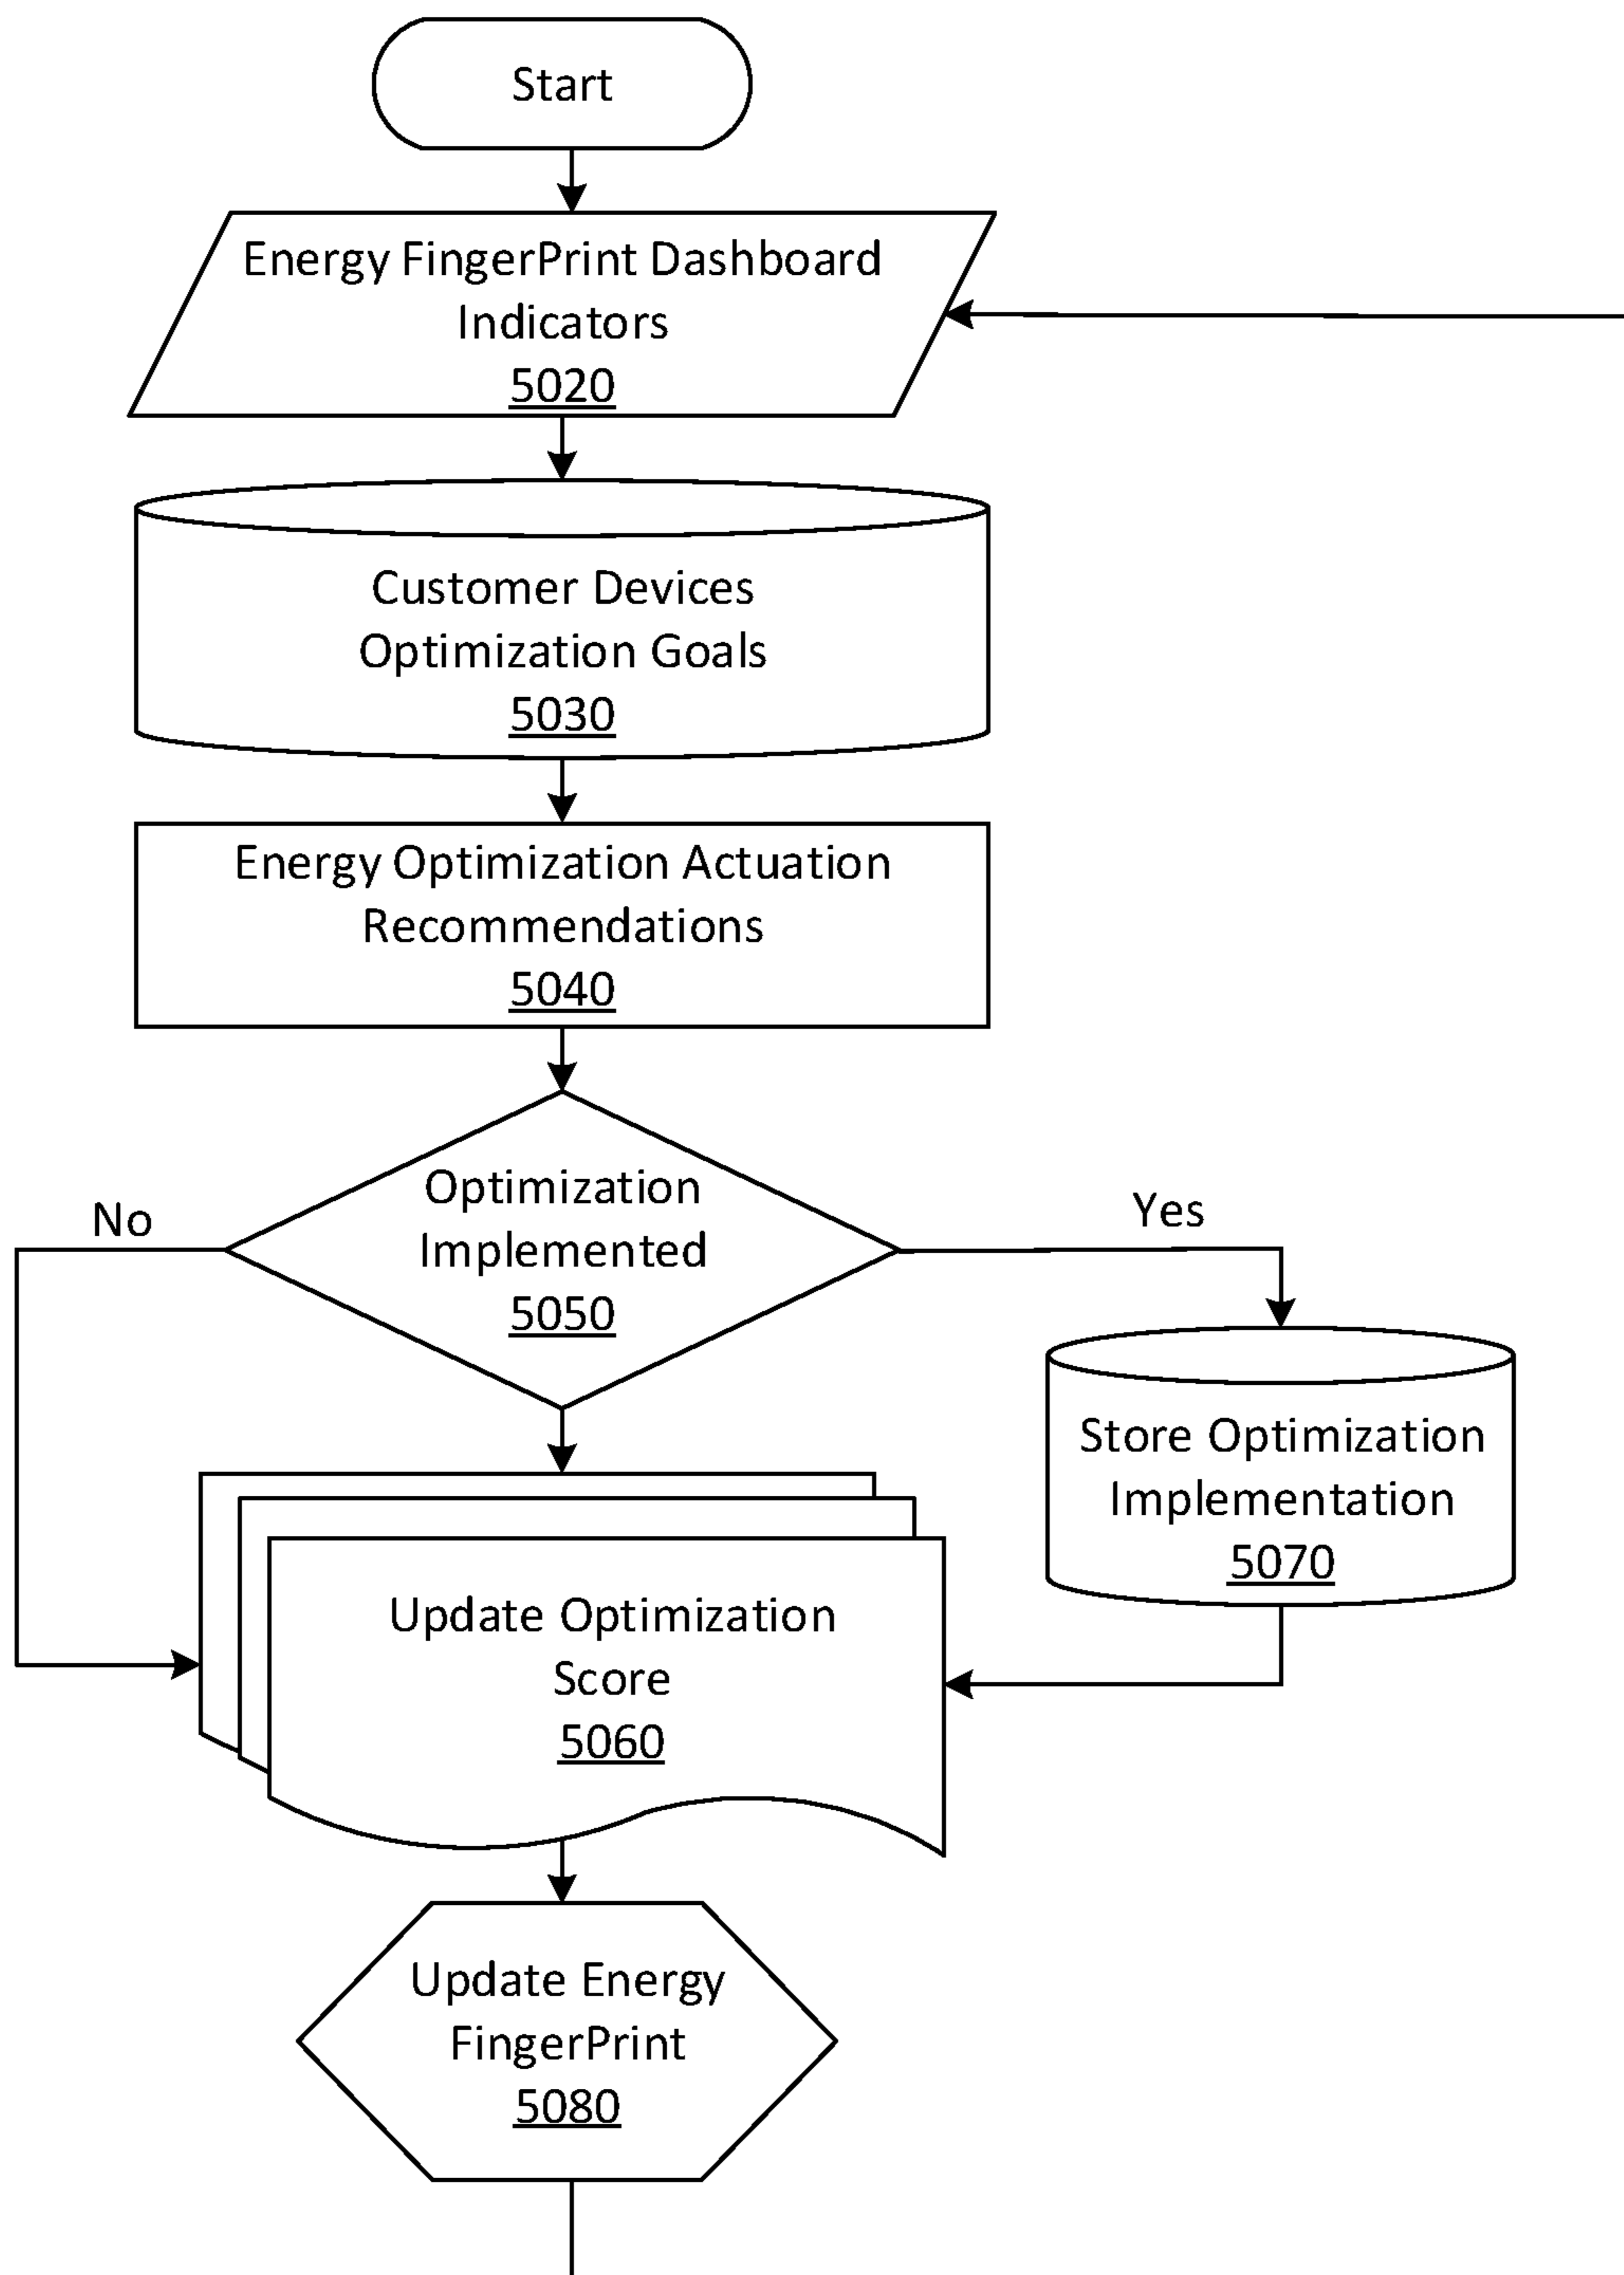 Start
Energy FingerPrint Dashboard
Indicators
5020
Customer Devices
Optimization Goals
5030
Energy Optimization Actuation
Recommendations
5040
Optimization
Implemented
5050
No
Yes
Store Optimization
Implementation
5070
Update Optimization
Score
5060
Update Energy
FingerPrint
5080